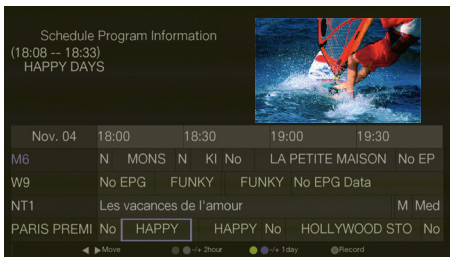 Schedule Program Information
(18:08 -- 18:33)
HAPPY DAYS
Nov. 04 18:00 18:30 19:00 19:30
M6 N MONS N KI No LA PETITE MAISON No EP
W9 No EPG FUNKY FUNKY No EPG Data
NT1 Les vacances de l'amour M Med
PARIS PREMI No HAPPY HAPPY No HOLLYWOOD STO No
Move -/+ 2hour -/+ 1day Record